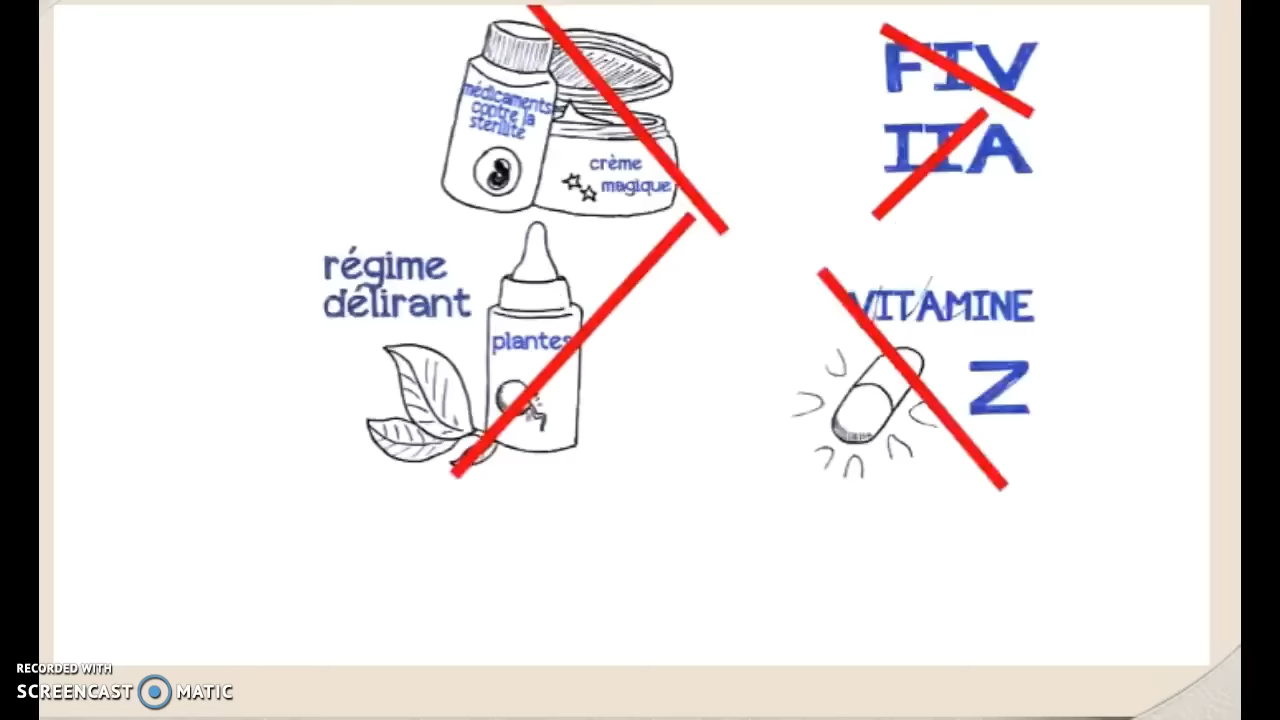 médicaments
contre la
stérilité
crème
magique
FIV
IIA
régime
délirant
plantes
VITAMINE
Z
RECORDED WITH
SCREENCAST MATIC